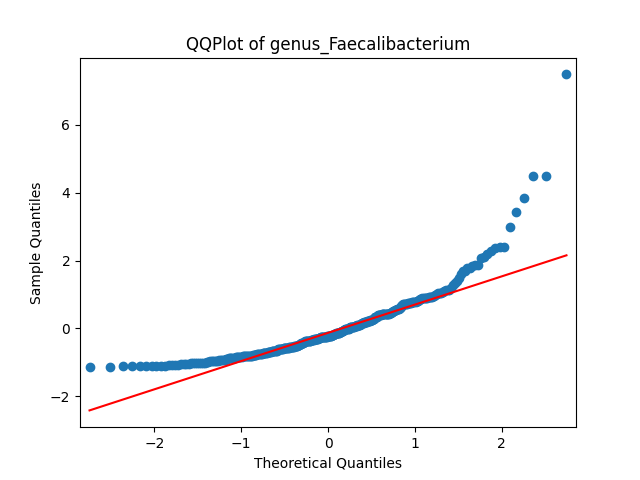 QQPlot of genus_Faecalibacterium
6
4
2
0
−2
Sample Quantiles
−2 −1 0 1 2
Theoretical Quantiles